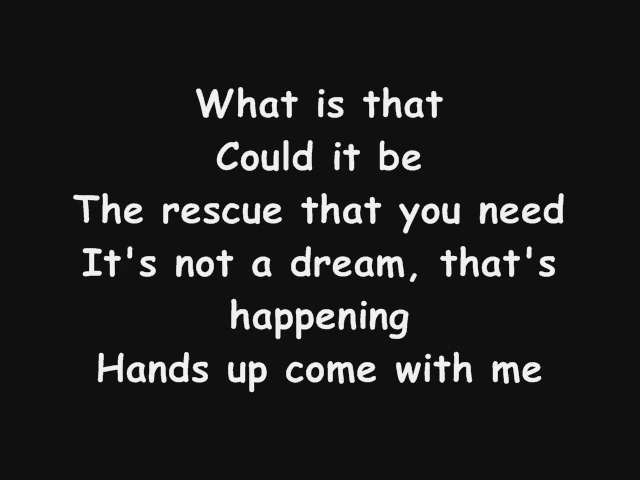 What is that
Could it be
The rescue that you need
It's not a dream, that's
happening
Hands up come with me